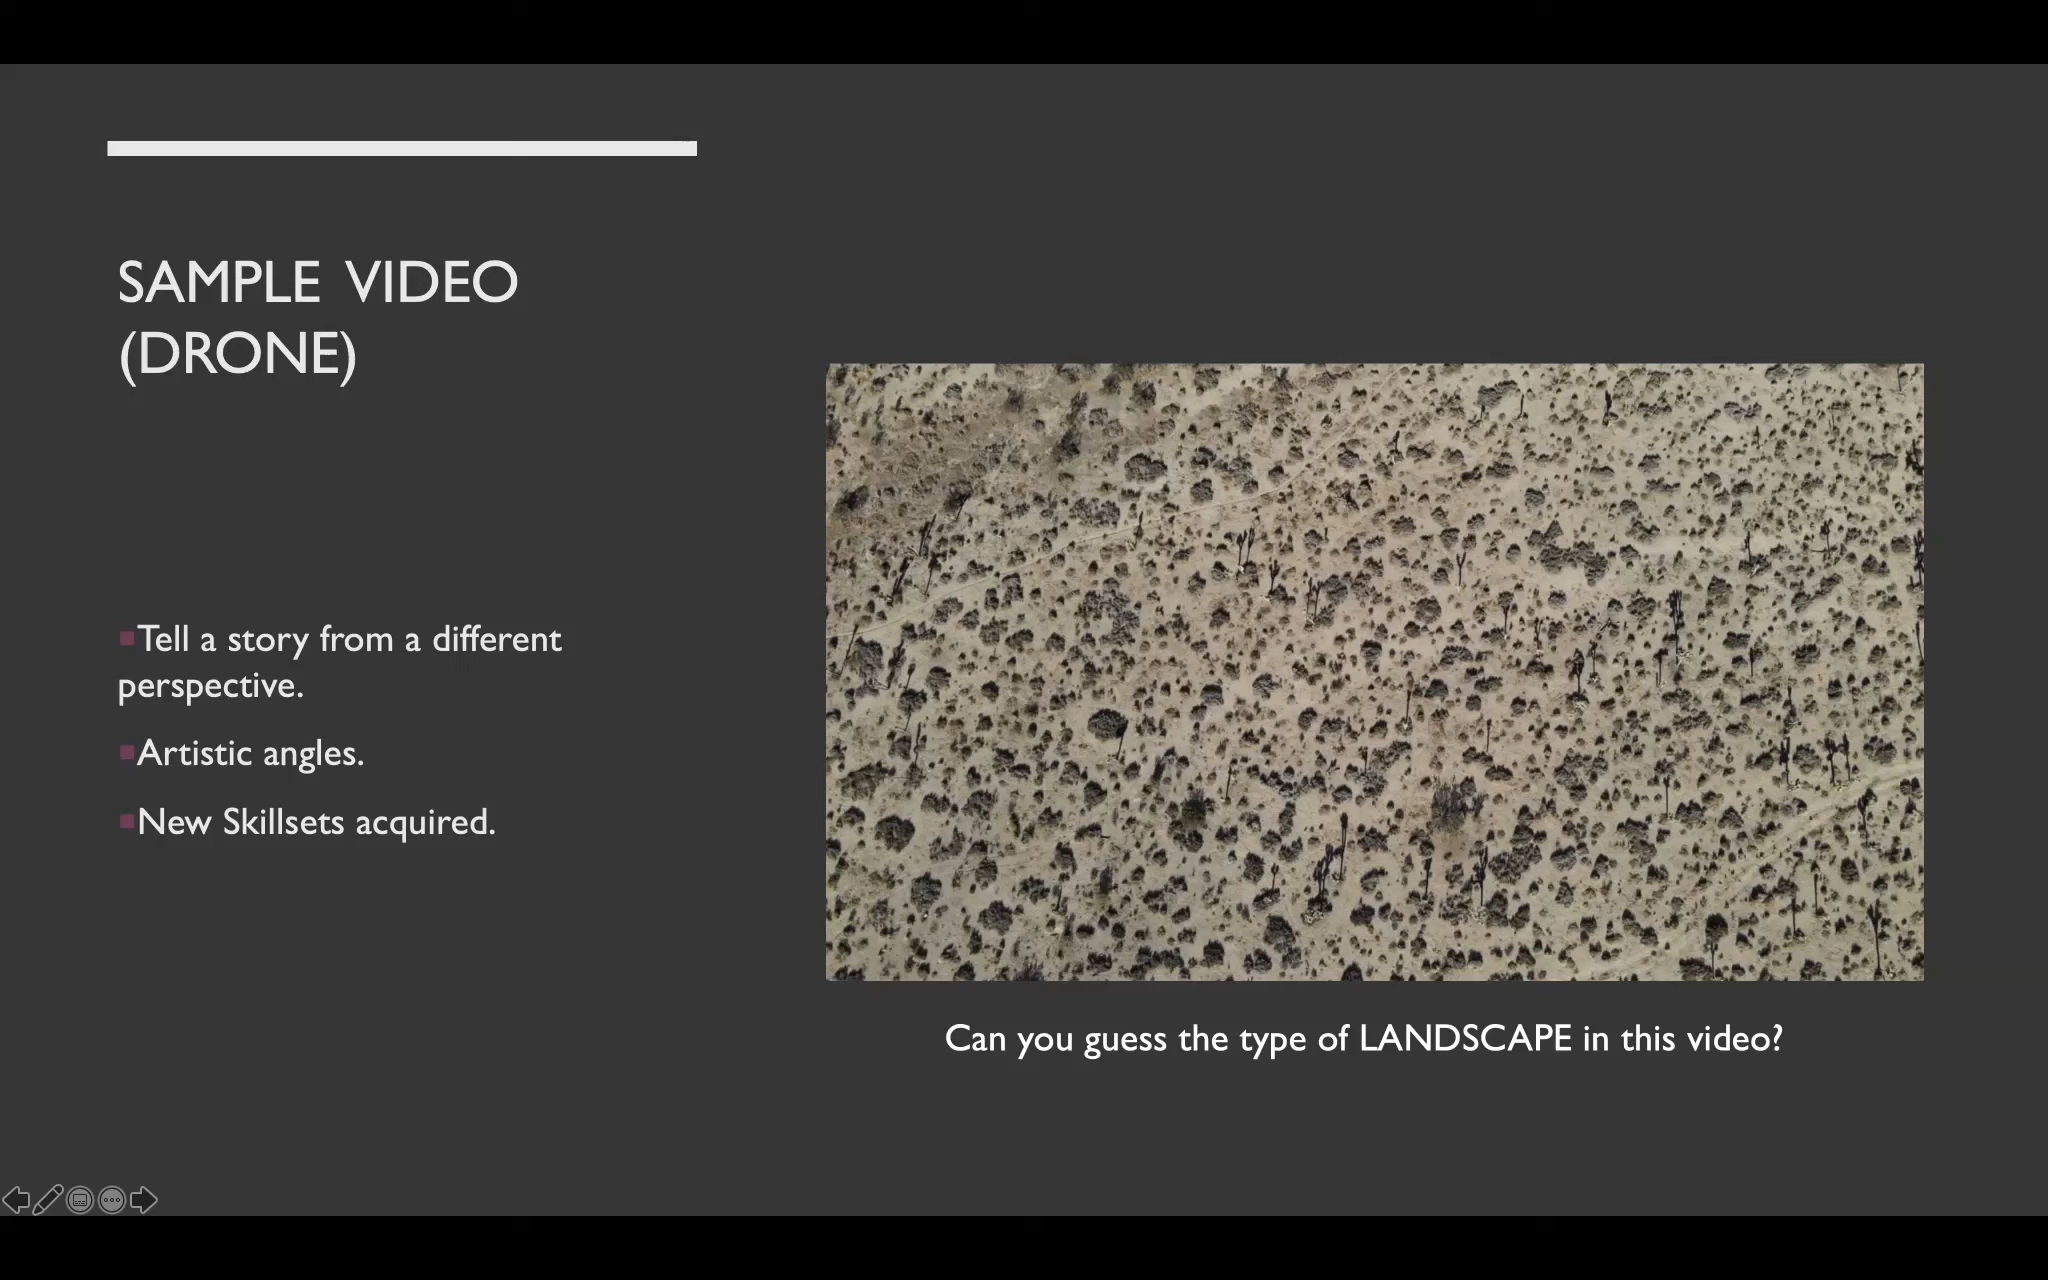 SAMPLE VIDEO
(DRONE)
▪Tell a story from a different
perspective.
▪Artistic angles.
▪New Skillsets acquired.
Can you guess the type of LANDSCAPE in this video?